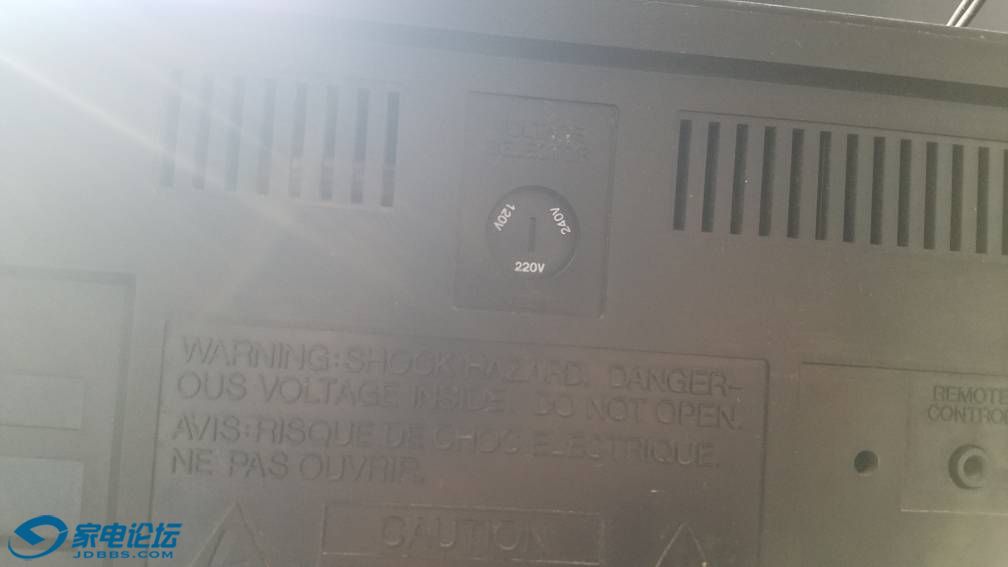 VOLTAGE
SELECTOR
120V
240V
220V
WARNING:SHOCK HAZARD. DANGER-
OUS VOLTAGE INSIDE DO NOT OPEN.
AVIS:RISQUE DE CHOC ELECTRIQUE.
NE PAS OUVRIR.
REMOTE
CONTROL
CAUTION
家电论坛
JDBBS.COM